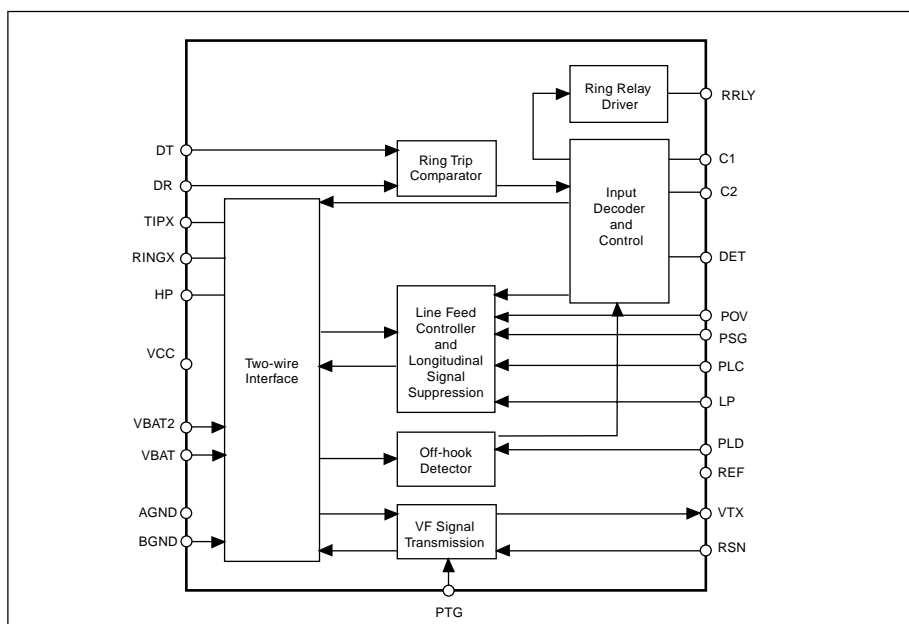 Ring Relay
Driver
RRLY
DT
Ring Trip
Comparator
C1
DR
Input
Decoder
and
Control
C2
TIPX
RINGX
DET
HP
Line Feed
Controller
and
Longitudinal
Signal
Suppression
POV
PSG
VCC
Two-wire
Interface
PLC
LP
VBAT2
VBAT
Off-hook
Detector
PLD
REF
AGND
VF Signal
Transmission
VTX
BGND
RSN
PTG